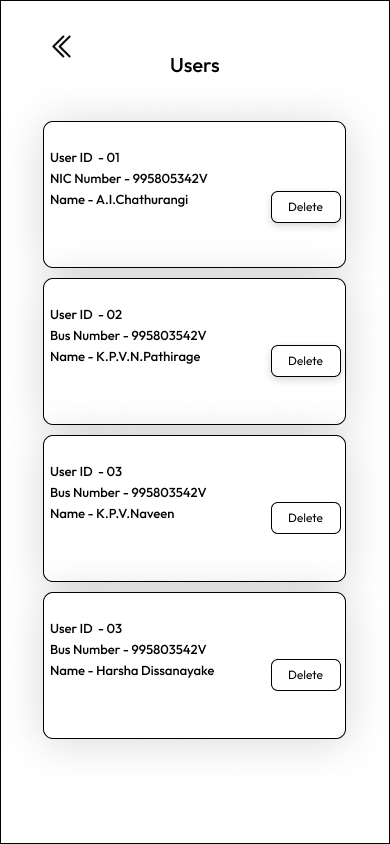 Users
User ID - 01
NIC Number - 995805342V
Name - A.I.Chathurangi
Delete
User ID - 02
Bus Number - 995803542V
Name - K.P.V.N.Pathirage
Delete
User ID - 03
Bus Number - 995803542V
Name - K.P.V.Naveen
Delete
User ID - 03
Bus Number - 995803542V
Name - Harsha Dissanayake
Delete